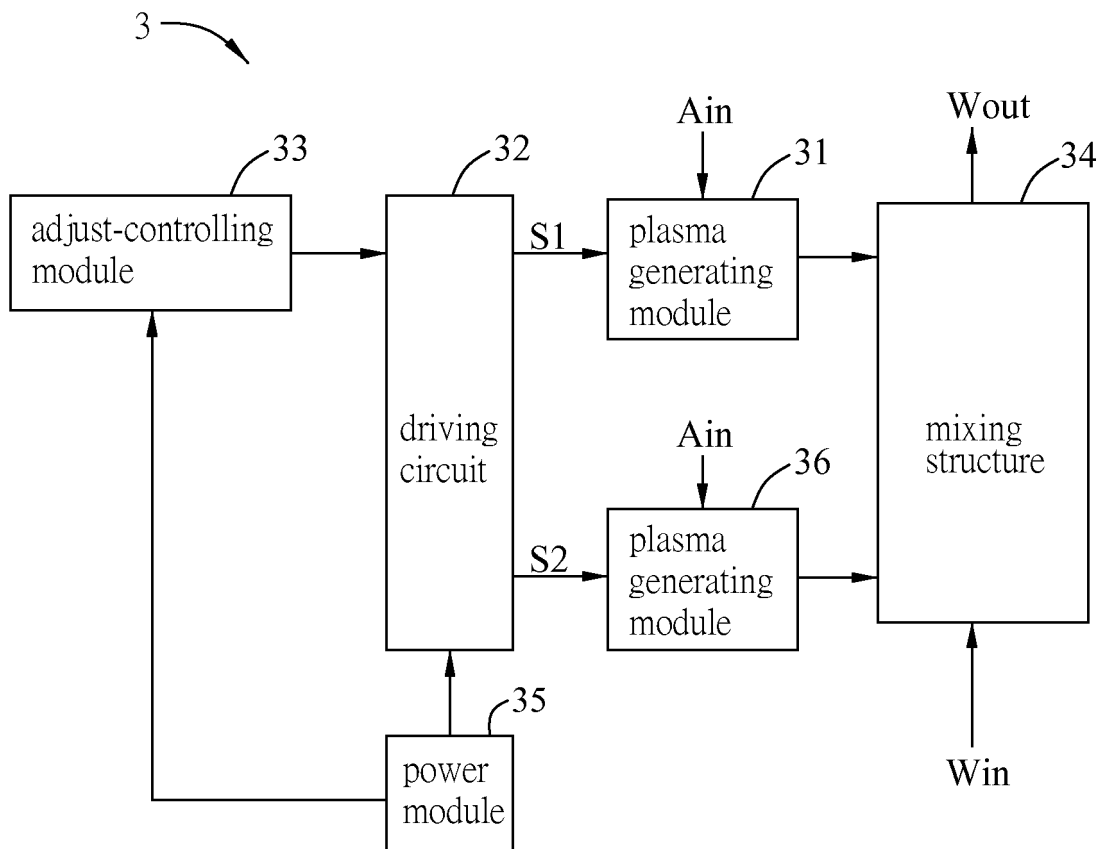 3
33
adjust-controlling
module
32
driving
circuit
S1
S2
Ain
31
plasma
generating
module
Ain
36
plasma
generating
module
Wout
34
mixing
structure
Win
35
power
module